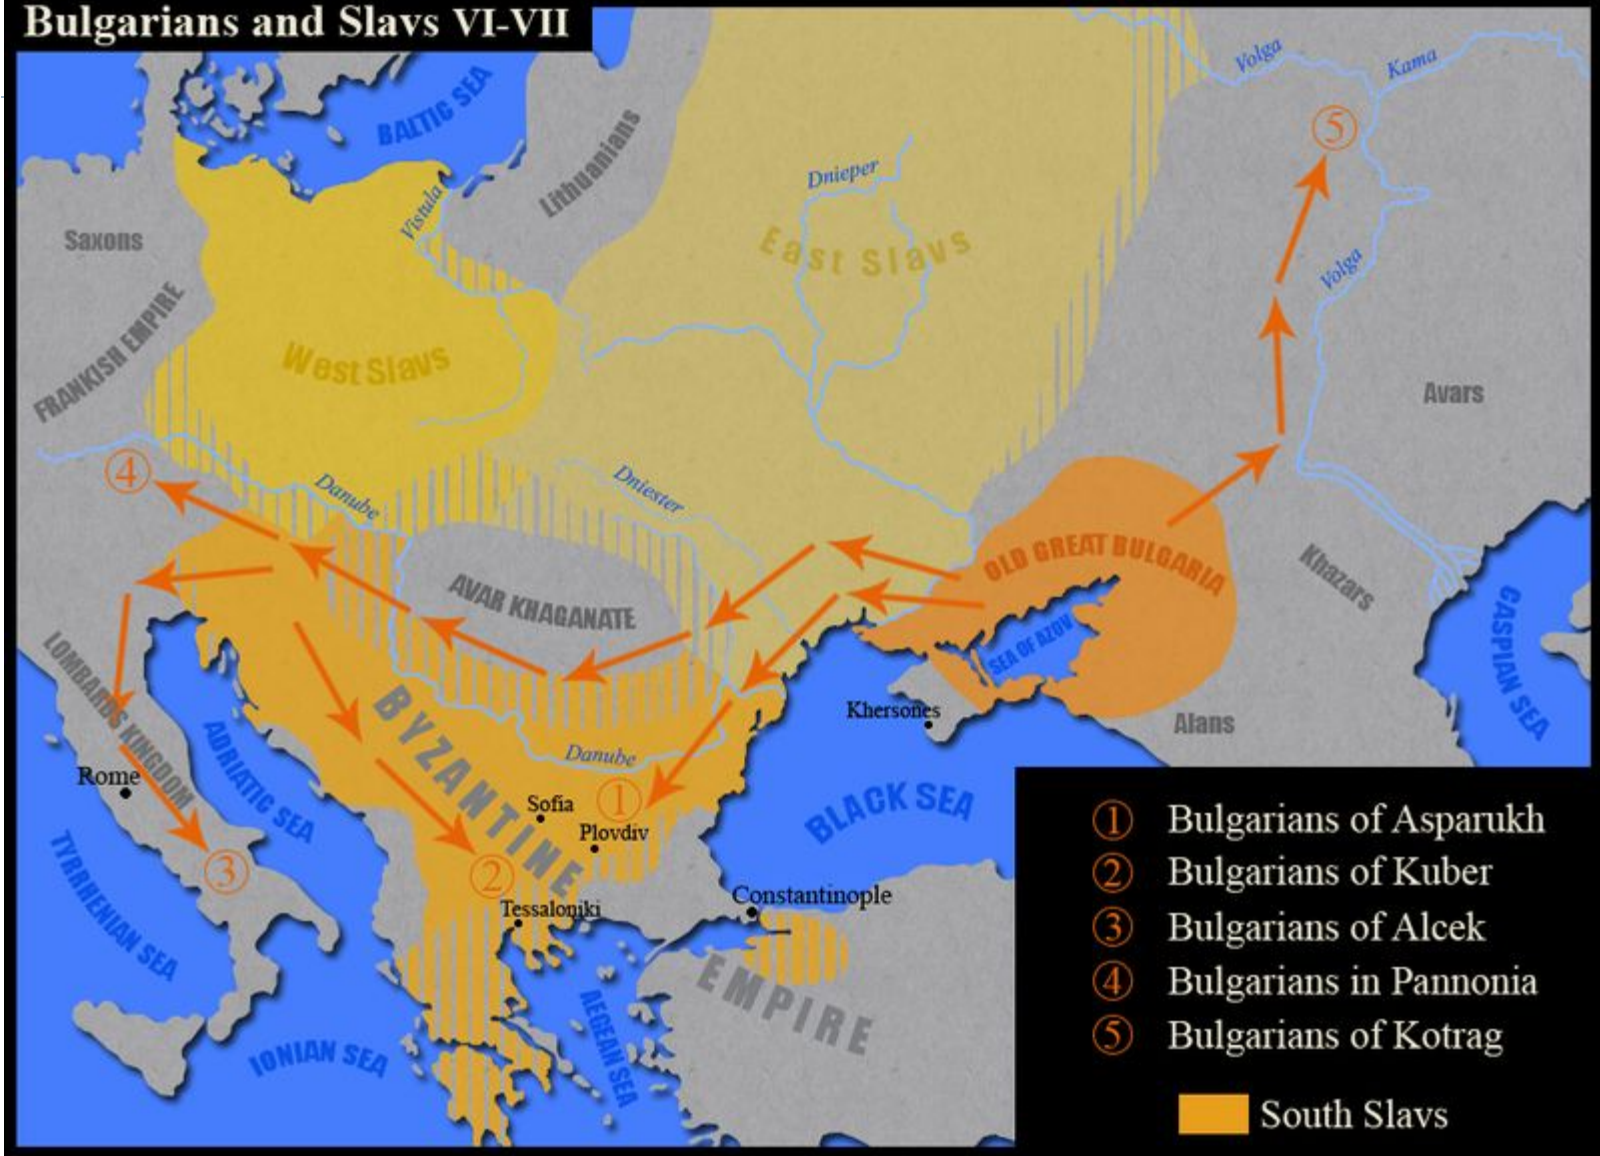 Bulgarians and Slavs VI-VII
BALTIC SEA
Volga
Kama
Lithuanians
5
Dnieper
Vistula
Saxons
East Slavs
Volga
FRANKISH EMPIRE
West Slavs
Avars
4
Danube
Dniester
OLD GREAT BULGARIA
Khazars
AVAR KHAGANATE
CASPIAN SEA
SEA OF AZOV
LOMBARDS KINGDOM
Khersones
Alans
BYZANTINE
ADRIATIC SEA
Danube
Rome
Sofia
1
BLACK SEA
Plovdiv
3
2
TYRRHENIAN SEA
Tessaloniki
Constantinople
EMPIRE
AEGEAN SEA
IONIAN SEA
1 Bulgarians of Asparukh
2 Bulgarians of Kuber
3 Bulgarians of Alcek
4 Bulgarians in Pannonia
5 Bulgarians of Kotrag
South Slavs